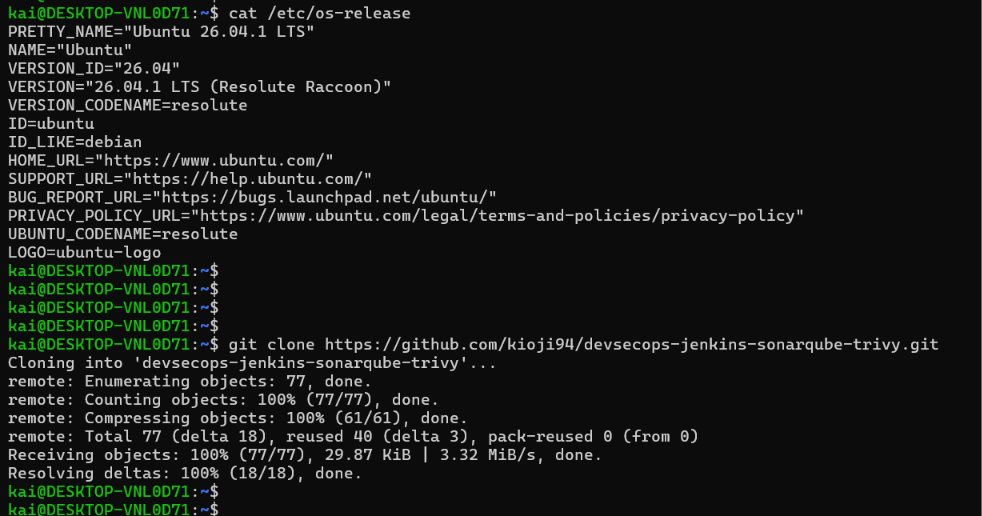 kai@DESKTOP-VNL0D71:~$ cat /etc/os-release
PRETTY_NAME="Ubuntu 26.04.1 LTS"
NAME="Ubuntu"
VERSION_ID="26.04"
VERSION="26.04.1 LTS (Resolute Raccoon)"
VERSION_CODENAME=resolute
ID=ubuntu
ID_LIKE=debian
HOME_URL="https://www.ubuntu.com/"
SUPPORT_URL="https://help.ubuntu.com/"
BUG_REPORT_URL="https://bugs.launchpad.net/ubuntu/"
PRIVACY_POLICY_URL="https://www.ubuntu.com/legal/terms-and-policies/privacy-policy"
UBUNTU_CODENAME=resolute
LOGO=ubuntu-logo
kai@DESKTOP-VNL0D71:~$
kai@DESKTOP-VNL0D71:~$
kai@DESKTOP-VNL0D71:~$
kai@DESKTOP-VNL0D71:~$
kai@DESKTOP-VNL0D71:~$ git clone https://github.com/kioji94/devsecops-jenkins-sonarqube-trivy.git
Cloning into 'devsecops-jenkins-sonarqube-trivy'...
remote: Enumerating objects: 77, done.
remote: Counting objects: 100% (77/77), done.
remote: Compressing objects: 100% (61/61), done.
remote: Total 77 (delta 18), reused 40 (delta 3), pack-reused 0 (from 0)
Receiving objects: 100% (77/77), 29.87 KiB | 3.32 MiB/s, done.
Resolving deltas: 100% (18/18), done.
kai@DESKTOP-VNL0D71:~$
kai@DESKTOP-VNL0D71:~$